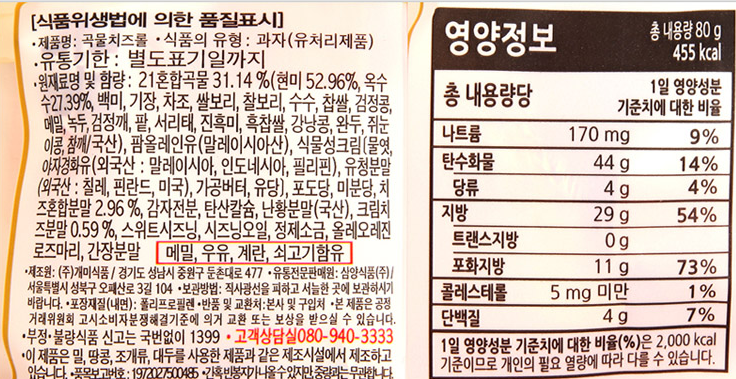 [식품위생법에 의한 품질표시]
•제품명: 곡물치즈롤 •식품의 유형: 과자(유처리제품)
•유통기한: 별도표기일까지
•원재료명 및 함량: 21혼합곡물 31.14 %(현미 52.96%, 옥수
수27.39%, 백미, 기장, 차조, 쌀보리, 찰보리, 수수, 찹쌀, 검정콩,
메밀, 녹두, 검정깨, 팥, 서리태, 진흑미, 흑찹쌀, 강낭콩, 완두, 쥐눈
이콩, 참깨/국산), 팜올레인유(말레이시아산), 식물성크림(물엿,
야자경화유(외국산 : 말레이시아, 인도네시아, 필리핀), 유청분말
(외국산 : 칠레, 핀란드, 미국), 가공버터, 유당), 포도당, 미분당, 치
즈혼합분말 2.96 %, 감자전분, 탄산칼슘, 난황분말(국산), 크림치
즈분말 0.59 %, 스위트시즈닝, 시즈닝오일, 정제소금, 올레오레진
로즈마리, 간장분말 메밀, 우유, 계란, 쇠고기함유
•제조원: (주)개미식품 / 경기도 성남시 중원구 둔촌대로 477 •유통전문판매원: 삼양식품(주)/
서울특별시 성북구 오패산로 3길 104 •보관방법: 직사광선을 피하고 서늘한 곳에 보관하시기
바랍니다. •포장재질(내면): 폴리프로필렌 •반품 및 교환처: 본사 및 구입처 •본 제품은 공정
거래위원회 고시소비자분쟁해결기준에 의거 교환 또는 보상을 받으실 수 있습니다.
•부정·불량식품 신고는 국번없이 1399 •고객상담실080-940-3333
•이 제품은 밀, 땅콩, 조개류, 대두를 사용한 제품과 같은 제조시설에서 제조하고
있습니다. •품목보고번호: 1972027500485 •간혹 빈봉지가 나올 수 있지만 중량과는 무관합니다.
영양정보
총 내용량 80 g
455 kcal
총 내용량당
1일 영양성분
기준치에 대한 비율
나트륨 170 mg 9%
탄수화물 44 g 14%
당류 4 g 4%
지방 29 g 54%
트랜스지방 0 g
포화지방 11 g 73%
콜레스테롤 5 mg 미만 1%
단백질 4 g 7%
1일 영양성분 기준치에 대한 비율(%)은 2,000 kcal
기준이므로 개인의 필요 열량에 따라 다를 수 있습니다.